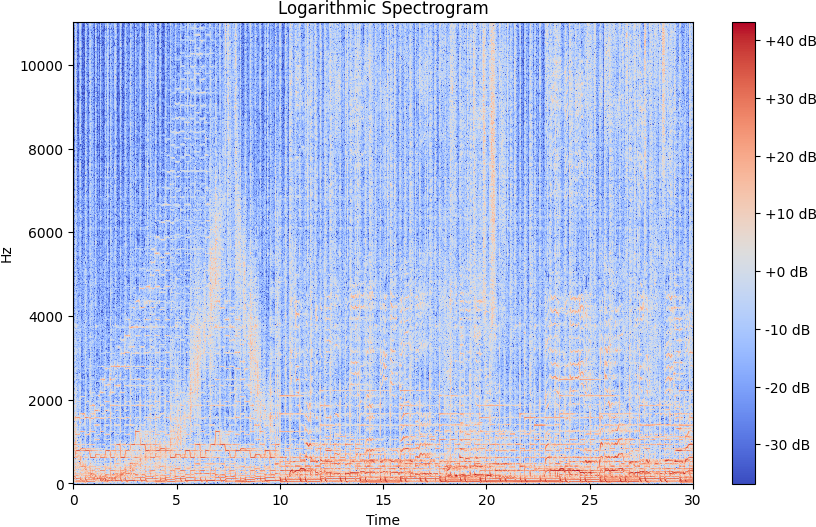 Logarithmic Spectrogram
Hz
10000
8000
6000
4000
2000
0
0 5 10 15 20 25 30
Time
+40 dB
+30 dB
+20 dB
+10 dB
+0 dB
-10 dB
-20 dB
-30 dB